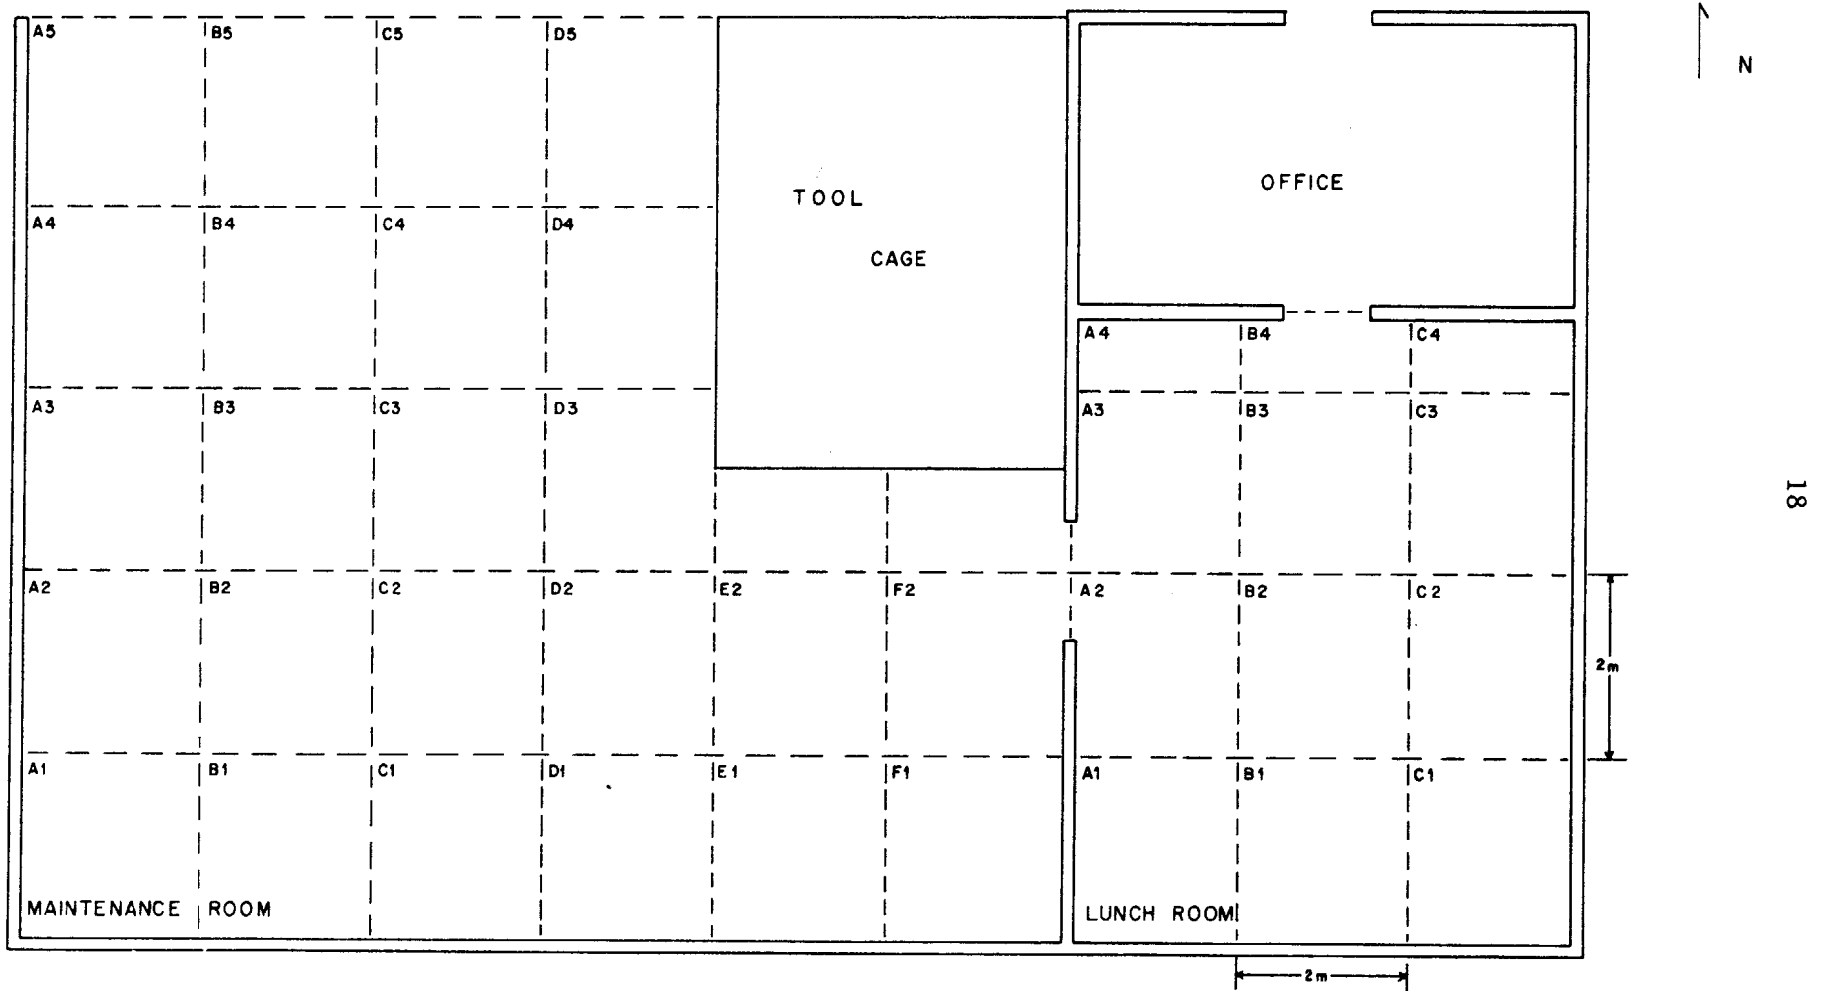 N
A5 B5 C5 D5
TOOL
CAGE
OFFICE
A4 B4 C4 D4
A4 B4 C4
A3 B3 C3 D3
A3 B3 C3
18
A2 B2 C2 D2 E2 F2
A2 B2 C2
2m
A1 B1 C1 D1 E1 F1
A1 B1 C1
MAINTENANCE ROOM
LUNCH ROOM
2m